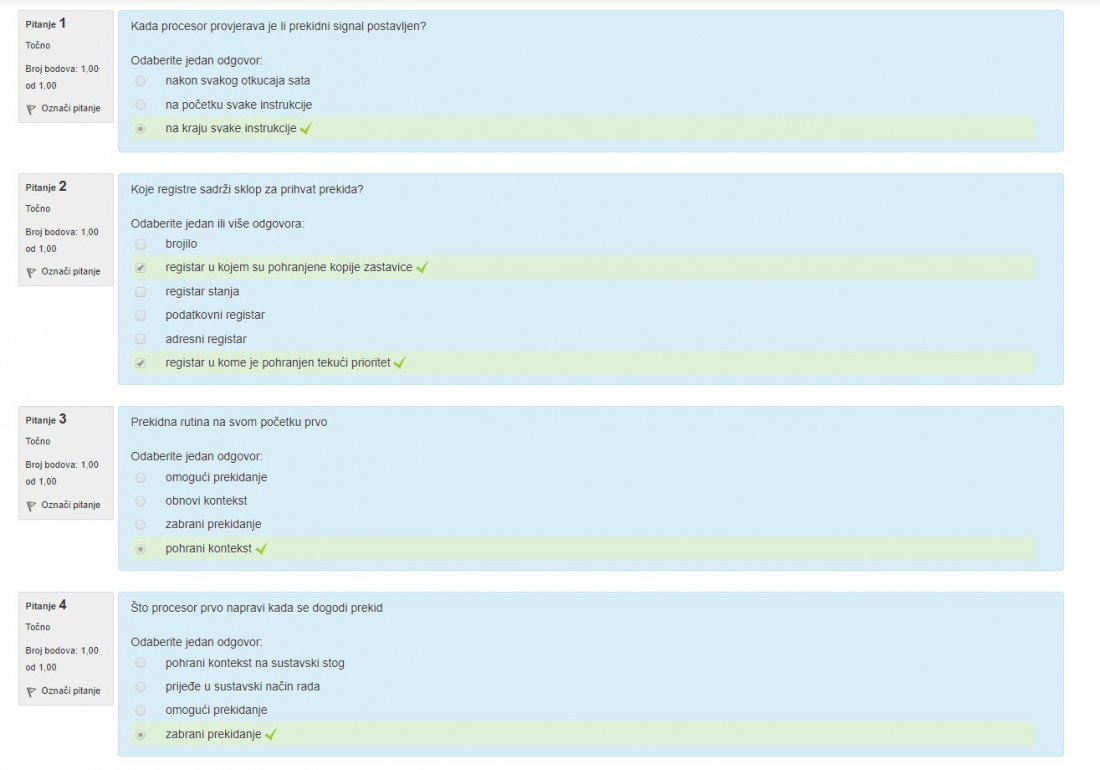 Pitanje 1
Točno
Broj bodova: 1,00
od 1,00
Označi pitanje
Kada procesor provjerava je li prekidni signal postavljen?
Odaberite jedan odgovor:
nakon svakog otkucaja sata
na početku svake instrukcije
na kraju svake instrukcije
Pitanje 2
Točno
Broj bodova: 1,00
od 1,00
Označi pitanje
Koje registre sadrži sklop za prihvat prekida?
Odaberite jedan ili više odgovora:
brojilo
registar u kojem su pohranjene kopije zastavice
registar stanja
podatkovni registar
adresni registar
registar u kome je pohranjen tekući prioritet
Pitanje 3
Točno
Broj bodova: 1,00
od 1,00
Označi pitanje
Prekidna rutina na svom početku prvo
Odaberite jedan odgovor:
omogući prekidanje
obnovi kontekst
zabrani prekidanje
pohrani kontekst
Pitanje 4
Točno
Broj bodova: 1,00
od 1,00
Označi pitanje
Što procesor prvo napravi kada se dogodi prekid
Odaberite jedan odgovor:
pohrani kontekst na sustavski stog
prijeđe u sustavski način rada
omogući prekidanje
zabrani prekidanje